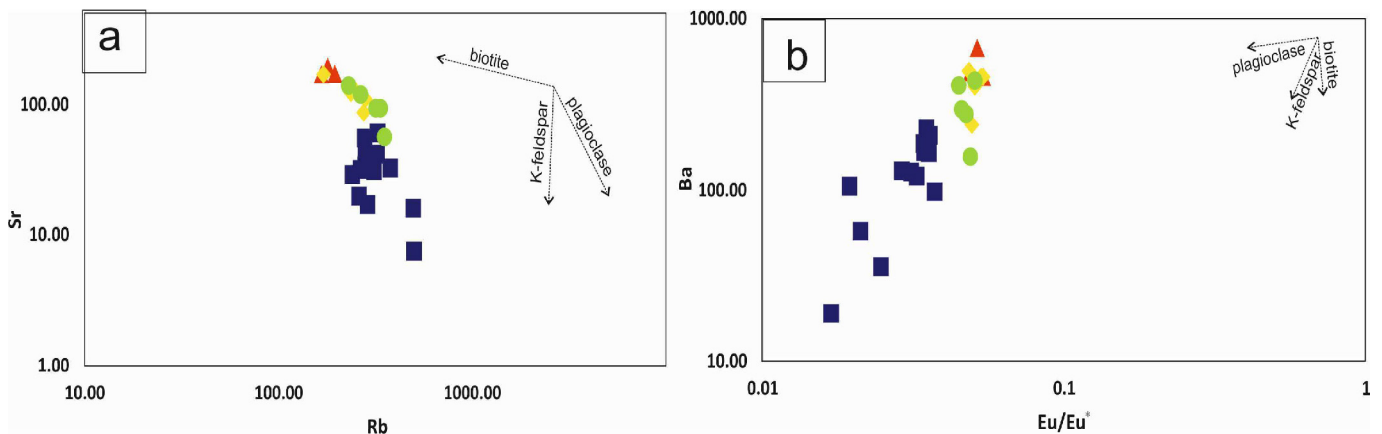 a
biotite
K-feldspar
plagioclase
100.00
10.00
1.00
Sr
10.00
100.00
1000.00
Rb
b
plagioclase
K-feldspar
biotite
1000.00
100.00
10.00
Ba
0.01
0.1
1
Eu/Eu*